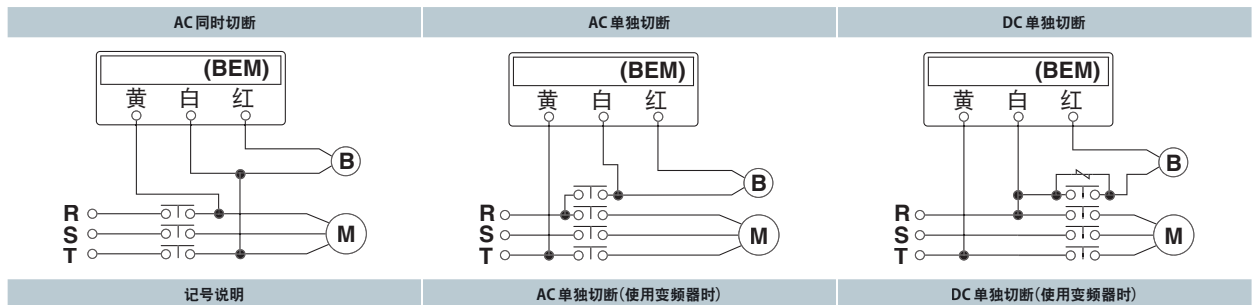 AC同时切断 AC单独切断 DC单独切断
(BEM) (BEM) (BEM)
黄 白 红 黄 白 红 黄 白 红
B B B
R R R
S M S M S M
T T T
记号说明 AC单独切断(使用变频器时) DC单独切断(使用变频器时)